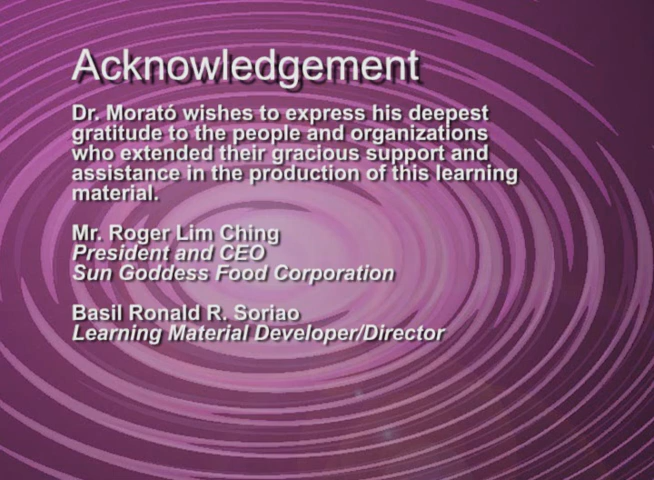 Acknowledgement
Dr. Morató wishes to express his deepest
gratitude to the people and organizations
who extended their gracious support and
assistance in the production of this learning
material.
Mr. Roger Lim Ching
President and CEO
Sun Goddess Food Corporation
Basil Ronald R. Soriao
Learning Material Developer/Director